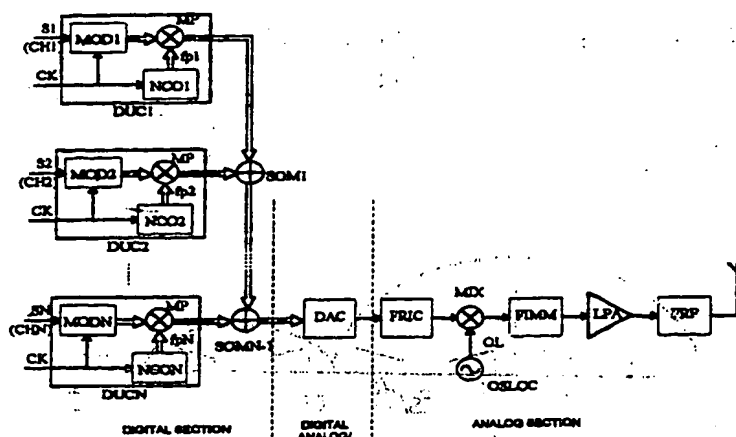 S1
(CH1)
MOD1
MP
fp1
CK
NCO1
DUC1
S2
(CH2)
MOD2
MP
fp2
SOM1
CK
NCO2
DUC2
SN
(CHN)
MODN
MP
fpN
SOMN-1
CK
NCON
DUCN
DAC
FRIC
MIX
OL
OSLOC
FIMM
LPA
DIGITAL SECTION
DIGITAL
ANALOG/
ANALOG SECTION